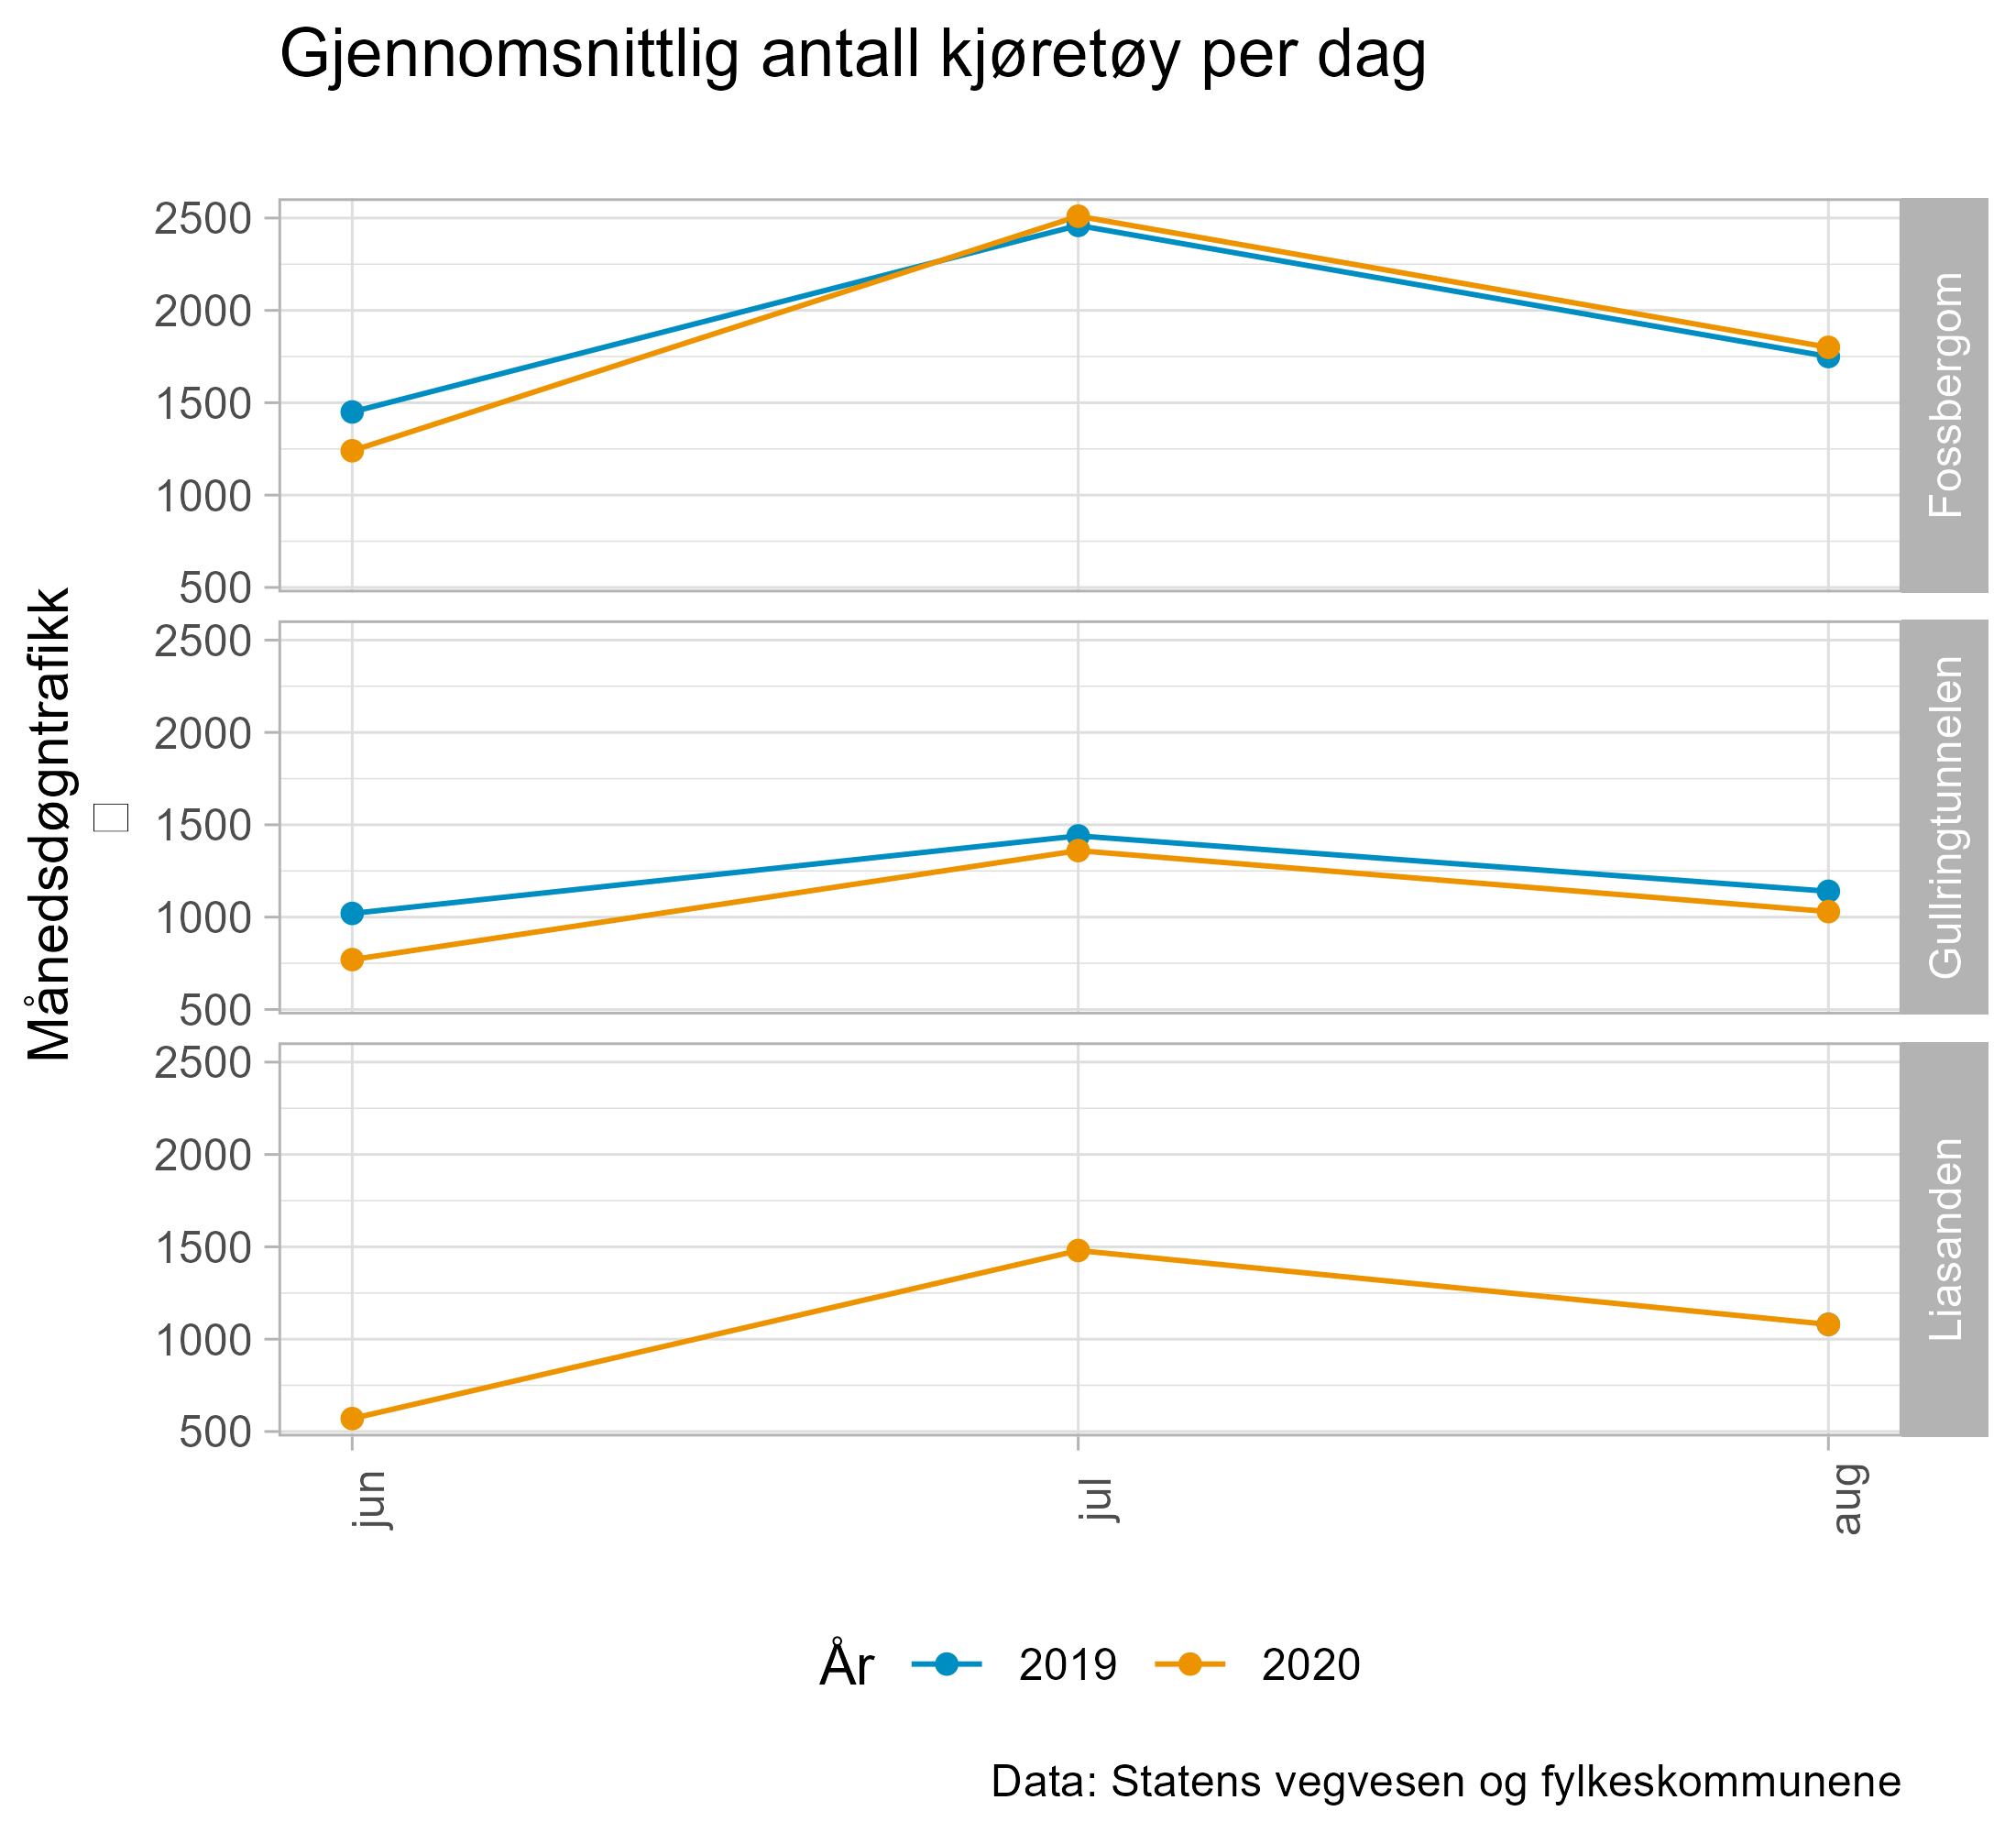 Gjennomsnittlig antall kjøretøy per dag
Månedsdøgntrafikk
2500
2000
1500
1000
500
Fossbergom
2500
2000
1500
1000
500
Gullringtunnelen
2500
2000
1500
1000
500
Liasanden
jun
jul
aug
År 2019 2020
Data: Statens vegvesen og fylkeskommunene